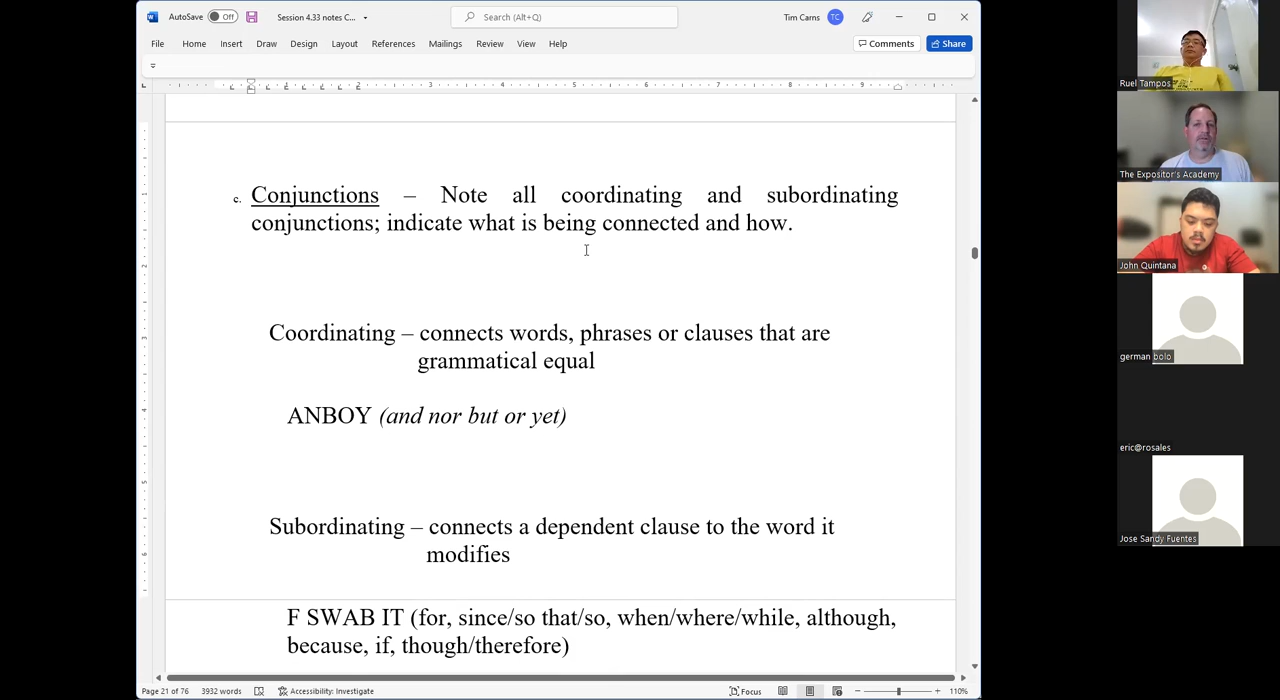 AutoSave Off Session 4.33 notes C... Search (Alt+Q) Tim Carns TC
File Home Insert Draw Design Layout References Mailings Review View Help Comments Share
c. Conjunctions – Note all coordinating and subordinating
conjunctions; indicate what is being connected and how.
Coordinating – connects words, phrases or clauses that are
grammatical equal
ANBOY (and nor but or yet)
Subordinating – connects a dependent clause to the word it
modifies
F SWAB IT (for, since/so that/so, when/where/while, although,
because, if, though/therefore)
Page 21 of 76 3932 words Accessibility: Investigate Focus 110%
Ruel Tampos
The Expositor's Academy
John Quintana
german bolo
eric@rosales
Jose Sandy Fuentes